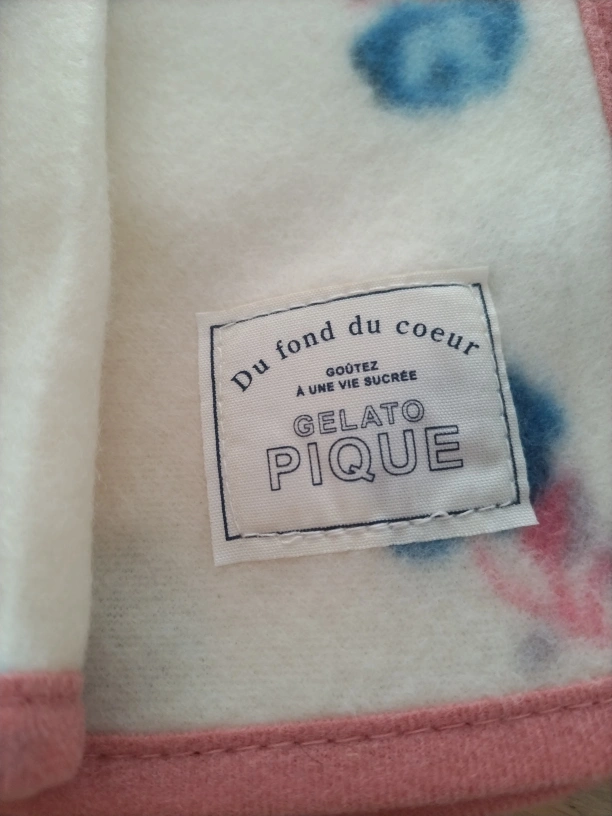 Du fond du coeur
GOÛTEZ
À UNE VIE SUCRÉE
GELATO
PIQUE